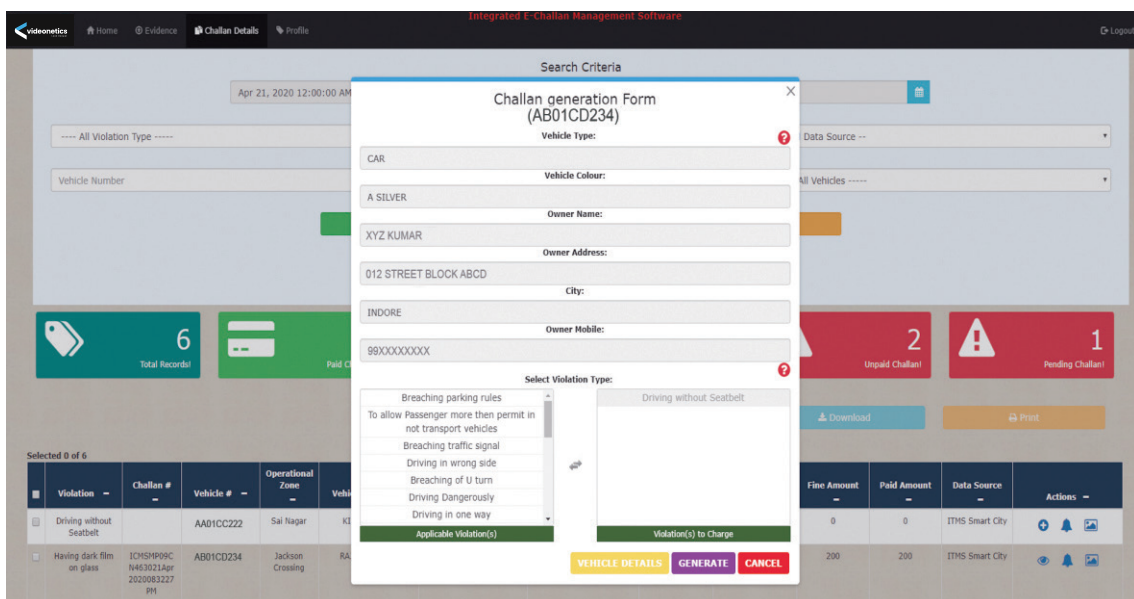 Integrated E-Challan Management Software
videonetics
Home
Evidence
Challan Details
Profile
Logout
Search Criteria
Apr 21, 2020 12:00:00 AM
---- All Violation Type -----
Data Source --
Vehicle Number
All Vehicles -----
Challan generation Form
(AB01CD234)
X
Vehicle Type:
?
CAR
Vehicle Colour:
A SILVER
Owner Name:
XYZ KUMAR
Owner Address:
012 STREET BLOCK ABCD
City:
INDORE
Owner Mobile:
99XXXXXXXX
Select Violation Type:
?
Breaching parking rules
To allow Passenger more then permit in
not transport vehicles
Breaching traffic signal
Driving in wrong side
Breaching of U turn
Driving Dangerously
Driving in one way
Applicable Violation(s)
Driving without Seatbelt
Violation(s) to Charge
VEHICLE DETAILS
GENERATE
CANCEL
6
Total Records!
Paid
2
Unpaid Challan!
1
Pending Challan!
Download
Print
Selected 0 of 6
Violation
Challan #
Vehicle #
Operational
Zone
Fine Amount
Paid Amount
Data Source
Actions
Driving without
Seatbelt
AA01CC222
Sai Nagar
0
0
ITMS Smart City
Having dark film
on glass
ICMSMP09C
N463021Apr
2020083227
PM
AB01CD234
Jackson
Crossing
200
200
ITMS Smart City